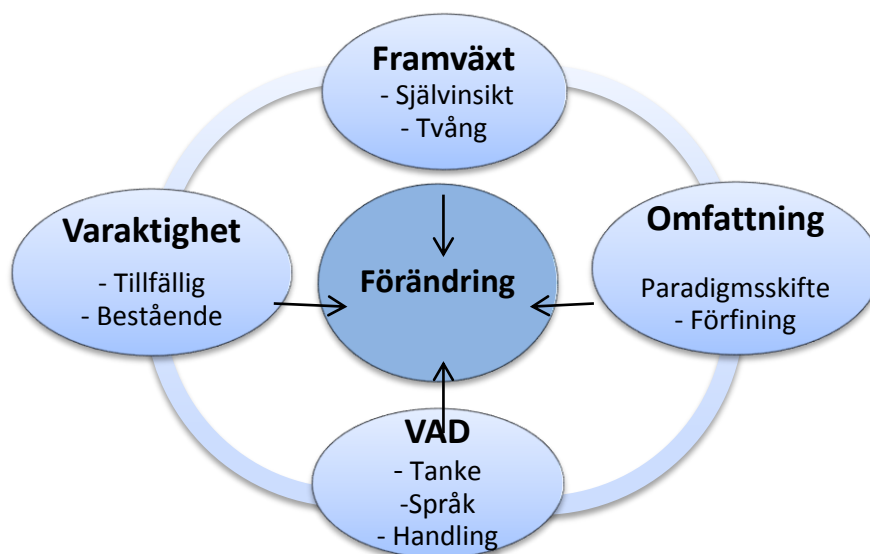 Framväxt
- Självinsikt
- Tvång
Varaktighet
- Tillfällig
- Bestående
Förändring
Omfattning
Paradigmsskifte
- Förfining
VAD
- Tanke
-Språk
- Handling